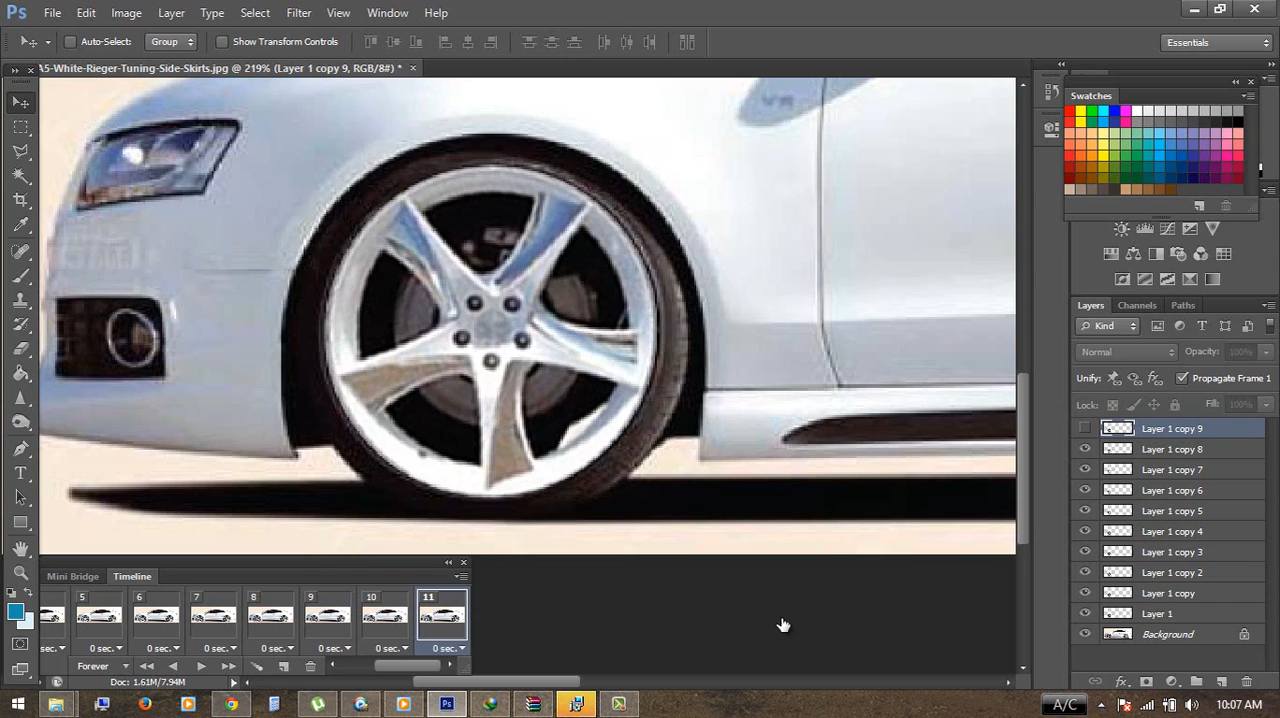 Ps File Edit Image Layer Type Select Filter View Window Help
Auto-Select: Group Show Transform Controls Essentials
A5-White-Rieger-Tuning-Side-Skirts.jpg @ 219% (Layer 1 copy 9, RGB/8#) * ×
Swatches
Layers Channels Paths
Kind
Normal Opacity: 100%
Unify: Propagate Frame 1
Lock: Fill: 100%
Layer 1 copy 9
Layer 1 copy 8
Layer 1 copy 7
Layer 1 copy 6
Layer 1 copy 5
Layer 1 copy 4
Layer 1 copy 3
Layer 1 copy 2
Layer 1 copy
Layer 1
Background
Mini Bridge Timeline
5 6 7 8 9 10 11
sec. 0 sec. 0 sec. 0 sec. 0 sec. 0 sec. 0 sec. 0 sec.
Forever
Doc: 1.61M/7.94M
Ps A/C 10:07 AM